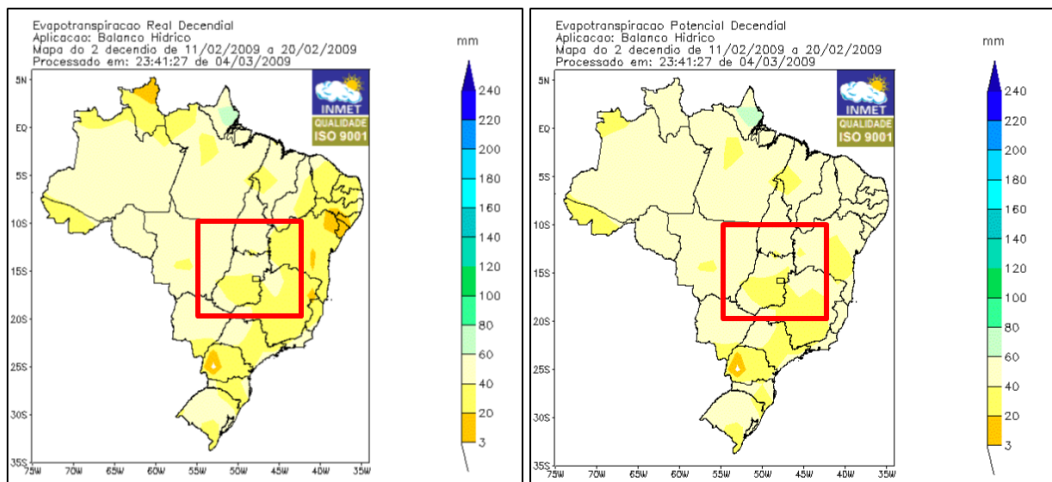 Evapotranspiracao Real Decendial
Aplicacao: Balanco Hidrico
Mapa do 2 decendio de 11/02/2009 a 20/02/2009
Processado em: 23:41:27 de 04/03/2009
mm
INMET
QUALIDADE
ISO 9001
5N
EQ
5S
10S
15S
20S
25S
30S
35S
75W
70W
65W
60W
55W
50W
45W
40W
35W
240
220
200
180
160
140
120
100
80
60
40
20
3
Evapotranspiracao Potencial Decendial
Aplicacao: Balanco Hidrico
Mapa do 2 decendio de 11/02/2009 a 20/02/2009
Processado em: 23:41:27 de 04/03/2009
mm
INMET
QUALIDADE
ISO 9001
5N
EQ
5S
10S
15S
20S
25S
30S
35S
75W
70W
65W
60W
55W
50W
45W
40W
35W
240
220
200
180
160
140
120
100
80
60
40
20
3